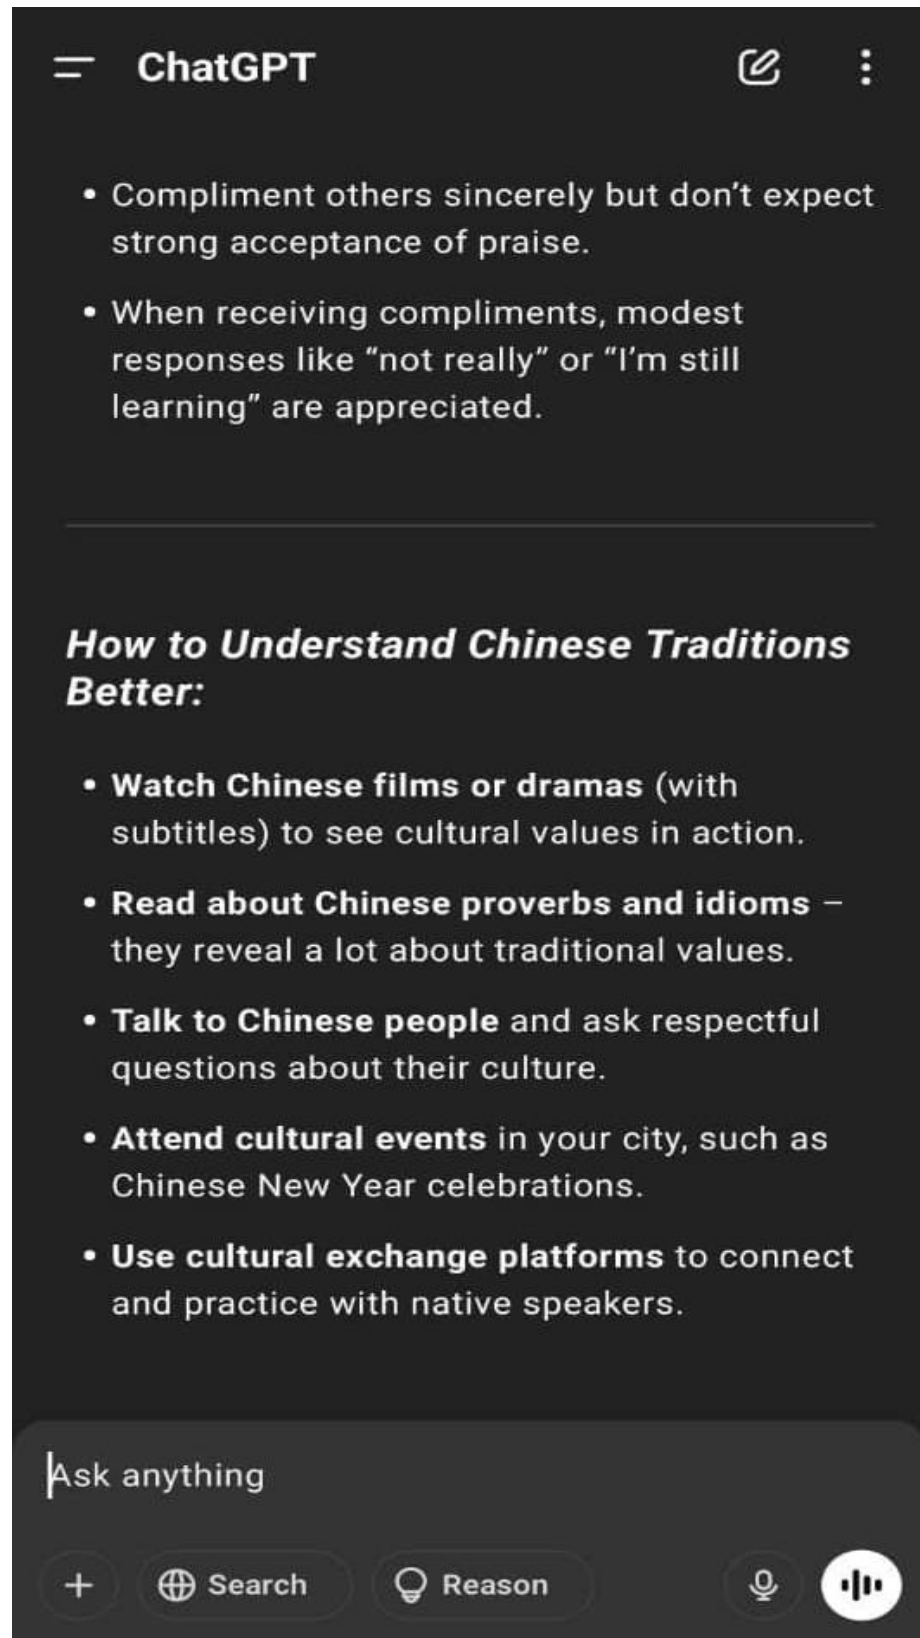 ChatGPT
• Compliment others sincerely but don’t expect
strong acceptance of praise.
• When receiving compliments, modest
responses like “not really” or “I’m still
learning” are appreciated.
How to Understand Chinese Traditions
Better:
• Watch Chinese films or dramas (with
subtitles) to see cultural values in action.
• Read about Chinese proverbs and idioms –
they reveal a lot about traditional values.
• Talk to Chinese people and ask respectful
questions about their culture.
• Attend cultural events in your city, such as
Chinese New Year celebrations.
• Use cultural exchange platforms to connect
and practice with native speakers.
Ask anything
Search Reason